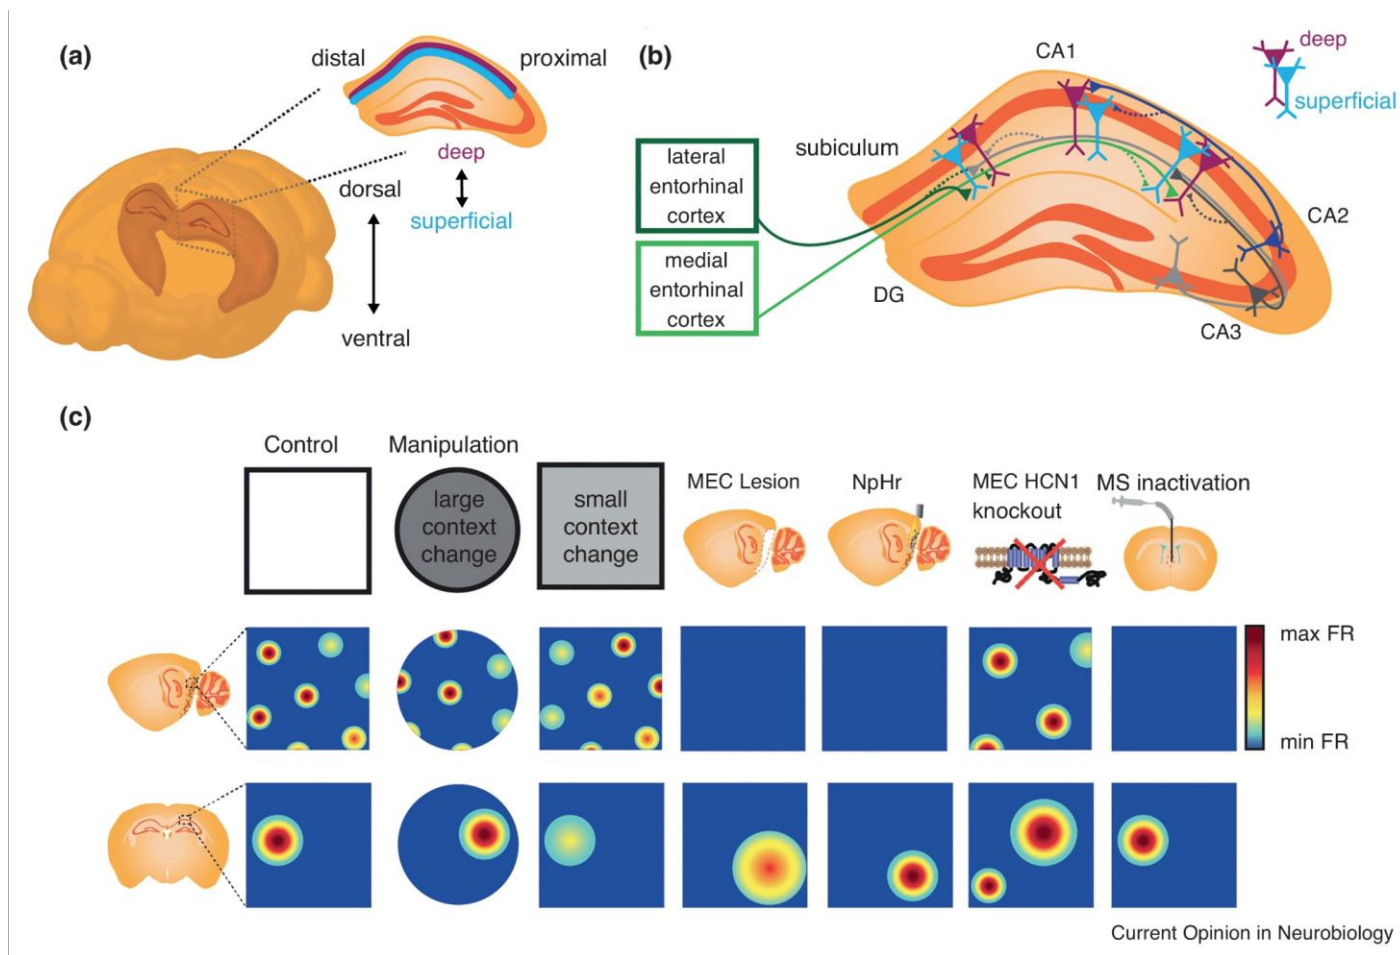 (a)
distal
proximal
deep
superficial
dorsal
ventral
(b)
CA1
deep
superficial
subiculum
lateral
entorhinal
cortex
medial
entorhinal
cortex
DG
CA2
CA3
(c)
Control
Manipulation
large
context
change
small
context
change
MEC Lesion
NpHr
MEC HCN1
knockout
MS inactivation
max FR
min FR
Current Opinion in Neurobiology